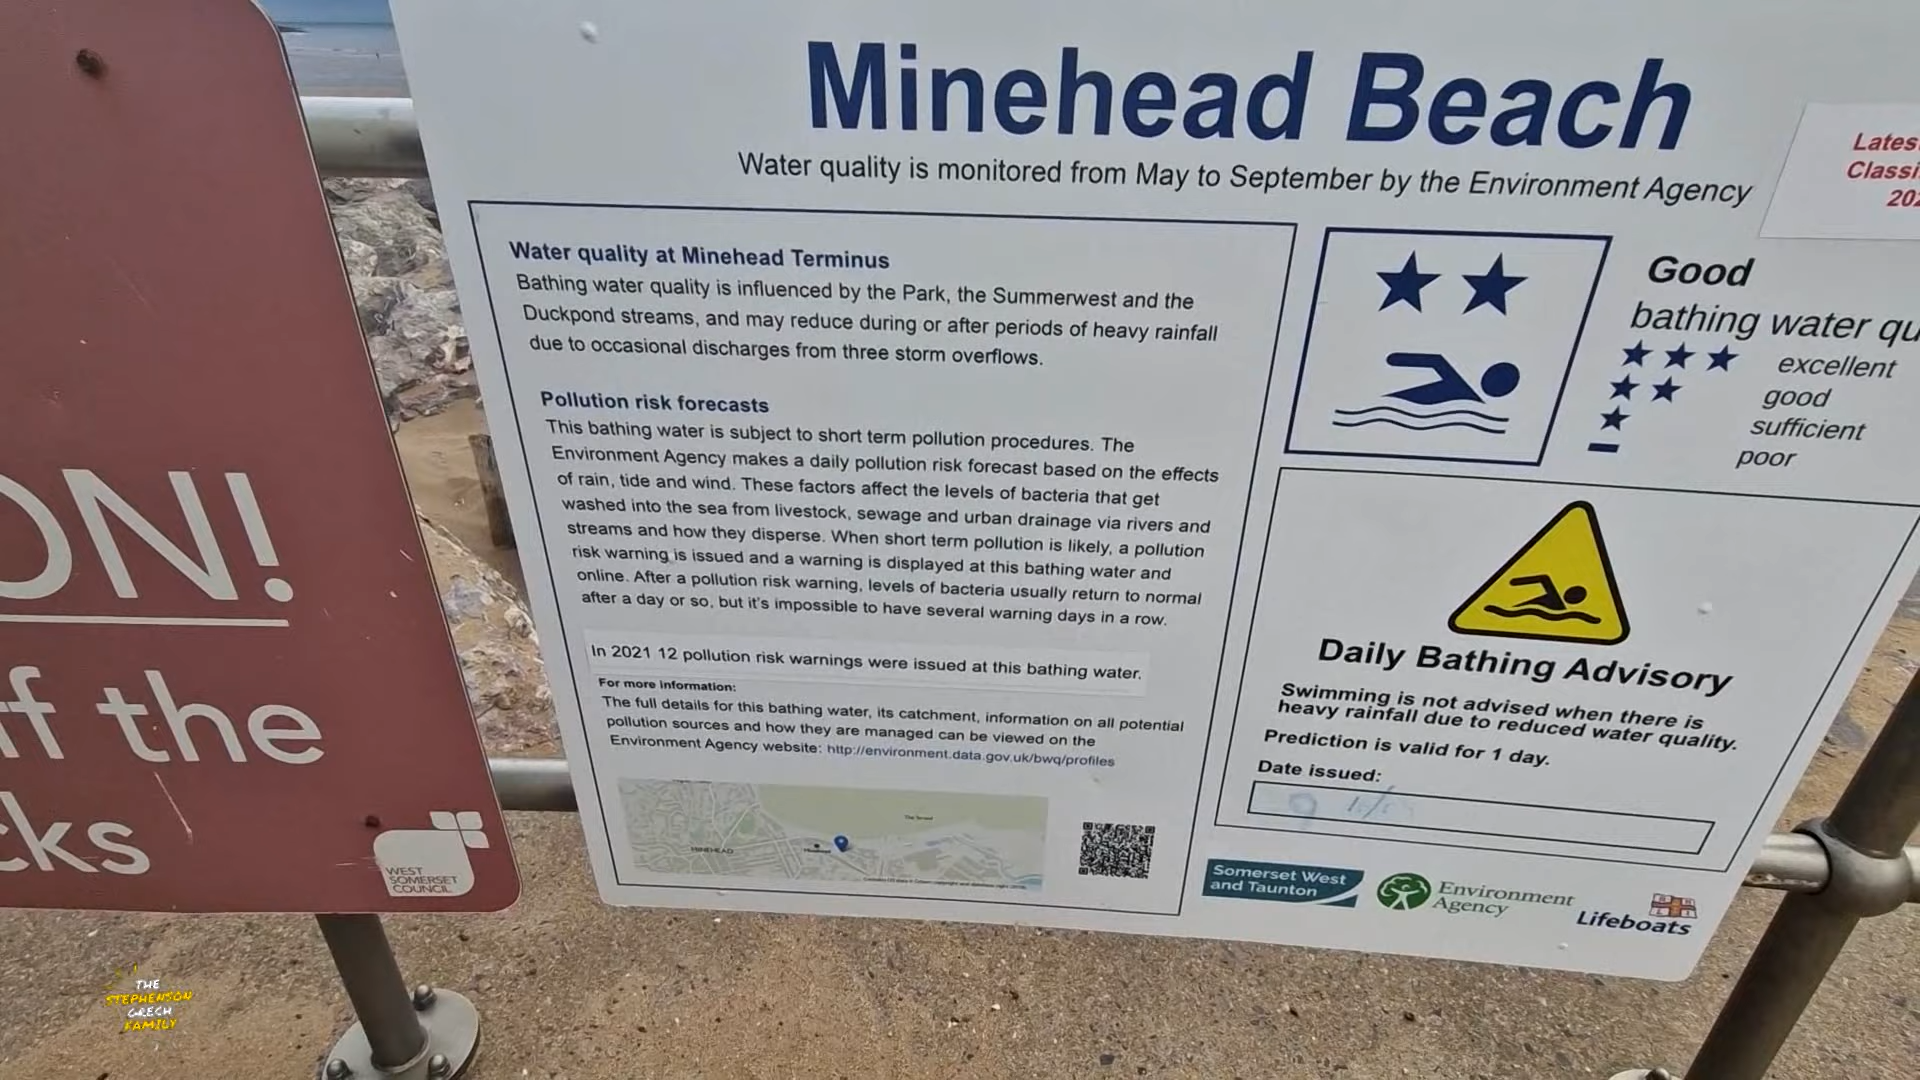 ON!
f the
cks
WEST
SOMERSET
COUNCIL
Minehead Beach
Water quality is monitored from May to September by the Environment Agency
Water quality at Minehead Terminus
Bathing water quality is influenced by the Park, the Summerwest and the
Duckpond streams, and may reduce during or after periods of heavy rainfall
due to occasional discharges from three storm overflows.
Pollution risk forecasts
This bathing water is subject to short term pollution procedures. The
Environment Agency makes a daily pollution risk forecast based on the effects
of rain, tide and wind. These factors affect the levels of bacteria that get
washed into the sea from livestock, sewage and urban drainage via rivers and
streams and how they disperse. When short term pollution is likely, a pollution
risk warning is issued and a warning is displayed at this bathing water and
online. After a pollution risk warning, levels of bacteria usually return to normal
after a day or so, but it's impossible to have several warning days in a row.
In 2021 12 pollution risk warnings were issued at this bathing water.
For more information:
The full details for this bathing water, its catchment, information on all potential
pollution sources and how they are managed can be viewed on the
Environment Agency website: http://environment.data.gov.uk/bwq/profiles
The Strand
MINEHEAD
Minehead
Lates
Classi
202
Good
bathing water qu
excellent
good
sufficient
poor
Daily Bathing Advisory
Swimming is not advised when there is
heavy rainfall due to reduced water quality.
Prediction is valid for 1 day.
Date issued:
Somerset West
and Taunton
Environment
Agency
RNLI
Lifeboats
THE
STEPHENSON
GRECH
FAMILY